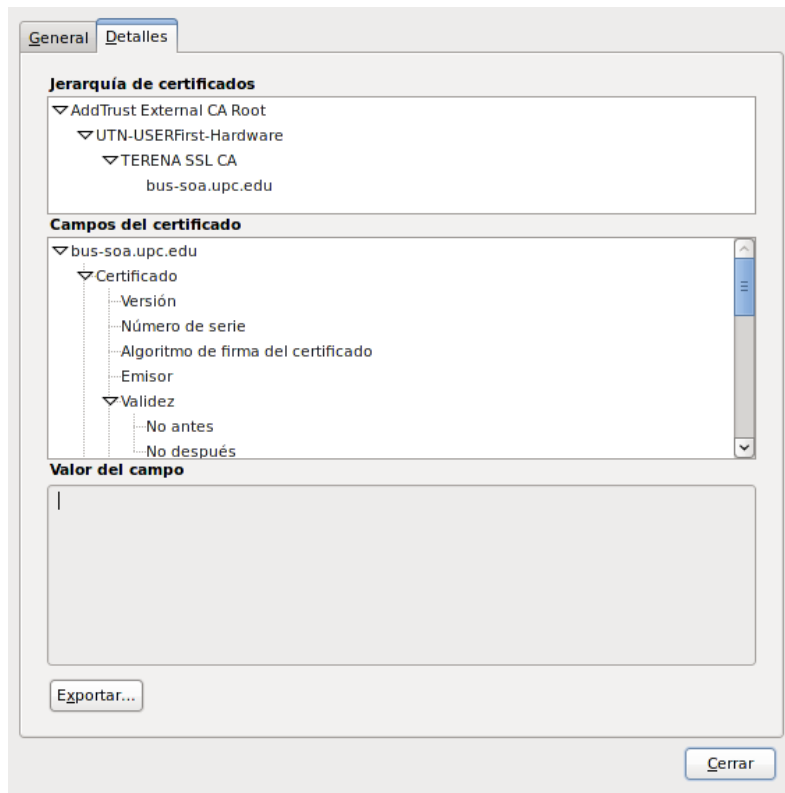 General Detalles
Jerarquía de certificados
AddTrust External CA Root
UTN-USERFirst-Hardware
TERENA SSL CA
bus-soa.upc.edu
Campos del certificado
bus-soa.upc.edu
Certificado
Versión
Número de serie
Algoritmo de firma del certificado
Emisor
Validez
No antes
No después
Valor del campo
Exportar...
Cerrar